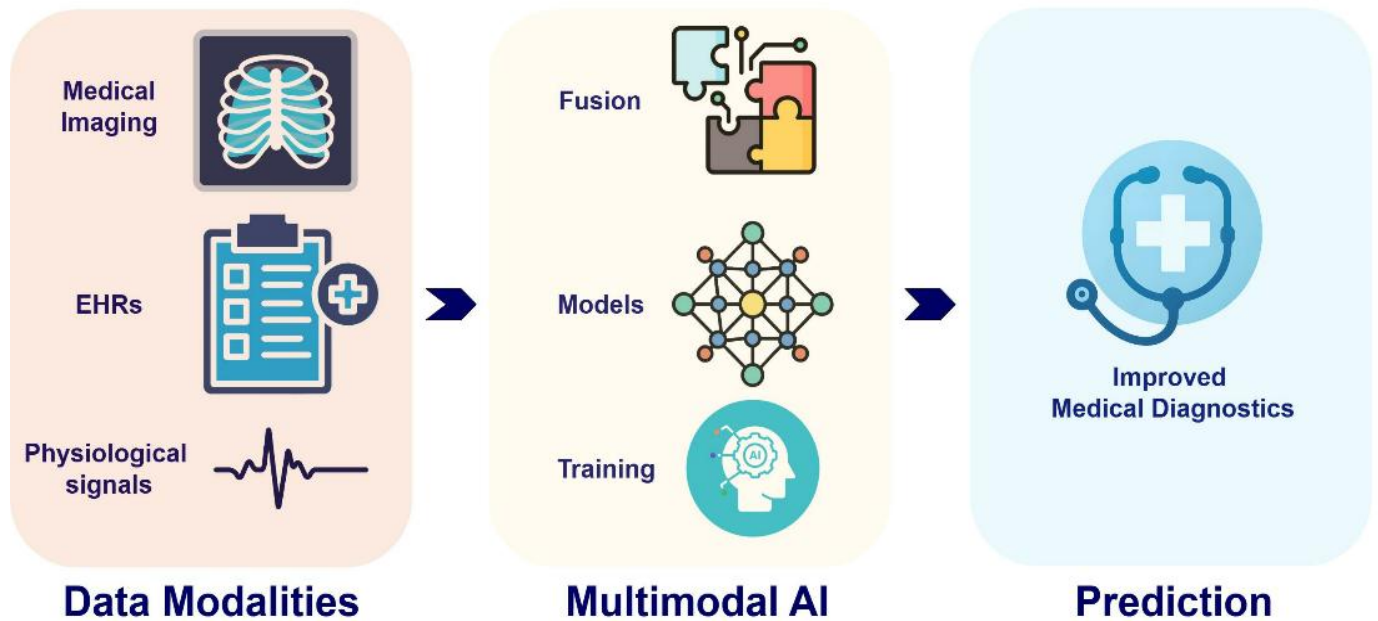 Medical
Imaging
EHRs
Physiological
signals
Data Modalities
Fusion
Models
AI
Training
Multimodal AI
Improved
Medical Diagnostics
Prediction